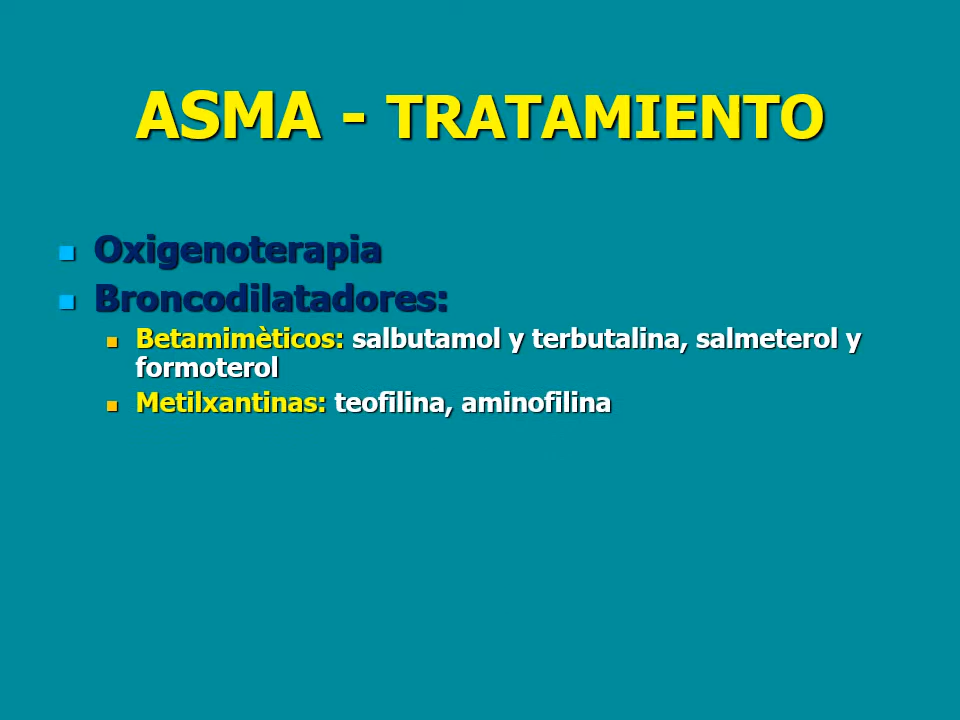 ASMA - TRATAMIENTO
Oxigenoterapia
Broncodilatadores:
Betamimèticos: salbutamol y terbutalina, salmeterol y
formoterol
Metilxantinas: teofilina, aminofilina